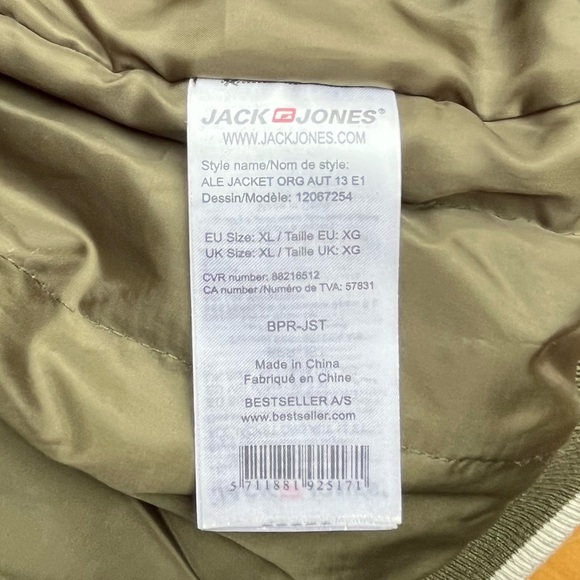 JACK JONES®
WWW.JACKJONES.COM
Style name/Nom de style:
ALE JACKET ORG AUT 13 E1
Dessin/Modèle: 12067254
EU Size: XL / Taille EU: XG
UK Size: XL / Taille UK: XG
CVR number: 88216512
CA number/Numéro de TVA: 57831
BPR-JST
Made in China
Fabriqué en Chine
BESTSELLER A/S
www.bestseller.com
5 711881 925171